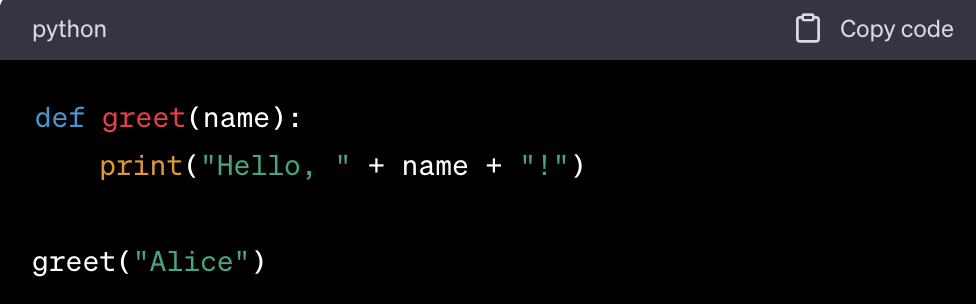 python
Copy code
def greet(name):
    print("Hello, " + name + "!")
greet("Alice")